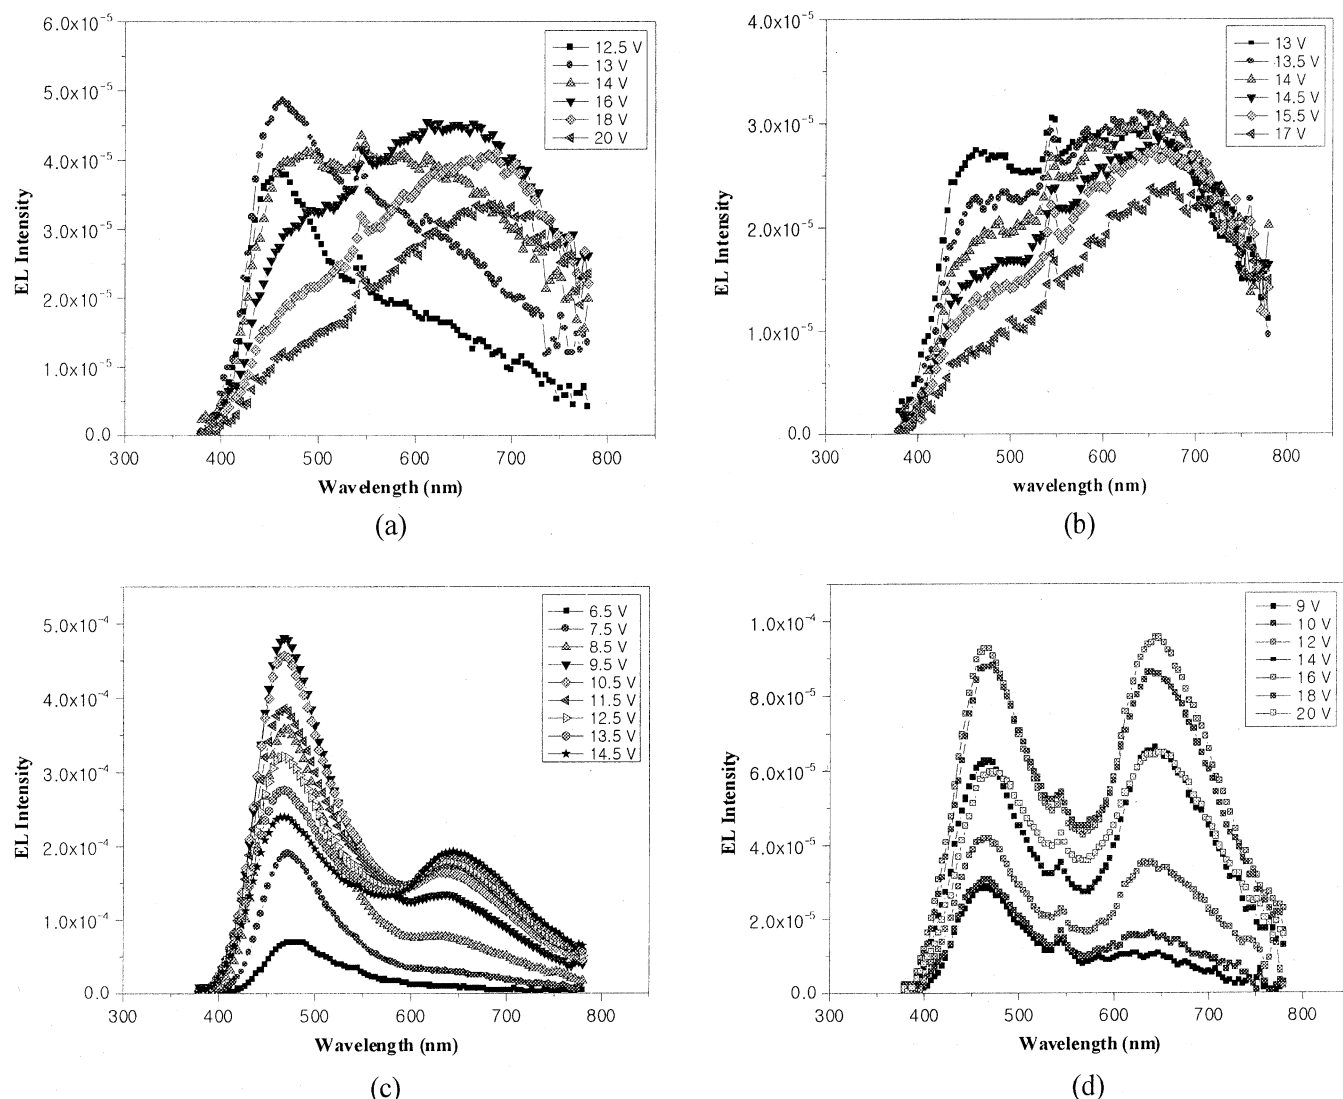 6.0x10⁻⁵
5.0x10⁻⁵
4.0x10⁻⁵
3.0x10⁻⁵
2.0x10⁻⁵
1.0x10⁻⁵
0.0
EL Intensity
12.5 V
13 V
14 V
16 V
18 V
20 V
300 400 500 600 700 800
Wavelength (nm)
(a)
4.0x10⁻⁵
3.0x10⁻⁵
2.0x10⁻⁵
1.0x10⁻⁵
0.0
EL Intensity
13 V
13.5 V
14 V
14.5 V
15.5 V
17 V
300 400 500 600 700 800
wavelength (nm)
(b)
5.0x10⁻⁴
4.0x10⁻⁴
3.0x10⁻⁴
2.0x10⁻⁴
1.0x10⁻⁴
0.0
EL Intensity
6.5 V
7.5 V
8.5 V
9.5 V
10.5 V
11.5 V
12.5 V
13.5 V
14.5 V
300 400 500 600 700 800
Wavelength (nm)
(c)
1.0x10⁻⁴
8.0x10⁻⁵
6.0x10⁻⁵
4.0x10⁻⁵
2.0x10⁻⁵
0.0
EL Intensity
9 V
10 V
12 V
14 V
16 V
18 V
20 V
300 400 500 600 700 800
Wavelength (nm)
(d)